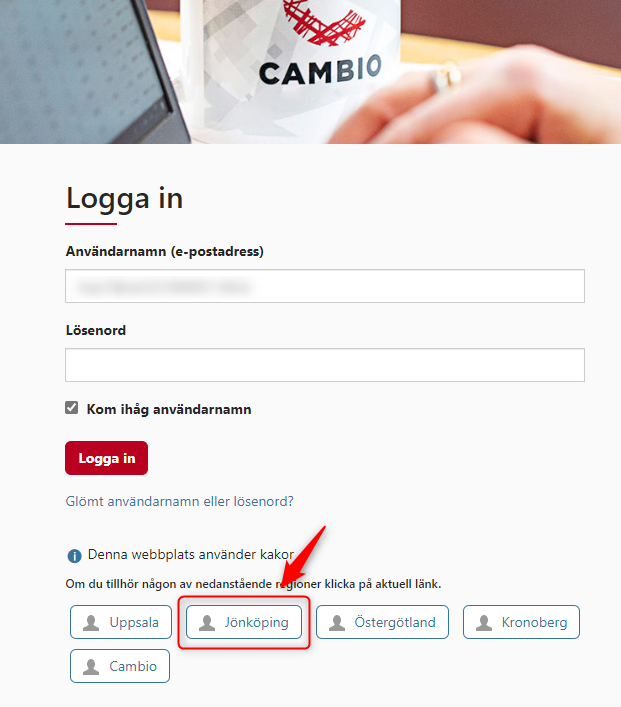 CAMBIO
Logga in
Användarnamn (e-postadress)
Lösenord
Kom ihåg användarnamn
Logga in
Glömt användarnamn eller lösenord?
Denna webbplats använder kakor
Om du tillhör någon av nedanstående regioner klicka på aktuell länk.
Uppsala
Jönköping
Östergötland
Kronoberg
Cambio